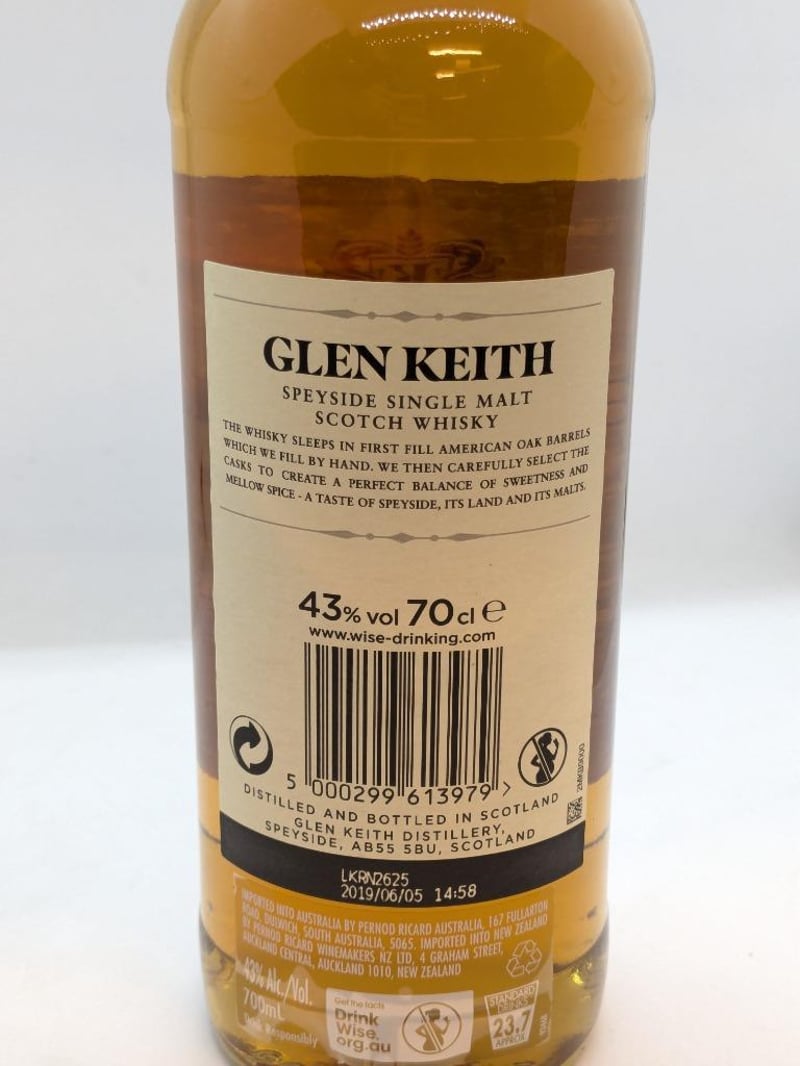 GLEN KEITH
SPEYSIDE SINGLE MALT
SCOTCH WHISKY
THE WHISKY SLEEPS IN FIRST FILL AMERICAN OAK BARRELS
WHICH WE FILL BY HAND. WE THEN CAREFULLY SELECT THE
CASKS TO CREATE A PERFECT BALANCE OF SWEETNESS AND
MELLOW SPICE - A TASTE OF SPEYSIDE, ITS LAND AND ITS MALTS.
43% vol 70 cl e
www.wise-drinking.com
5 000299 613979 >
DISTILLED AND BOTTLED IN SCOTLAND
GLEN KEITH DISTILLERY,
SPEYSIDE, AB55 5BU, SCOTLAND
LKRN2625
2019/06/05 14:58
IMPORTED INTO AUSTRALIA BY PERNOD RICARD AUSTRALIA, 167 FULLARTON
ROAD, DULWICH, SOUTH AUSTRALIA, 5065. IMPORTED INTO NEW ZEALAND
BY PERNOD RICARD WINEMAKERS NZ LTD, 4 GRAHAM STREET,
AUCKLAND CENTRAL, AUCKLAND 1010, NEW ZEALAND
43% Alc./Vol.
700mL
Drink Responsibly
Get the facts
Drink
Wise.
org.au
STANDARD
DRINKS
23.7
APPROX